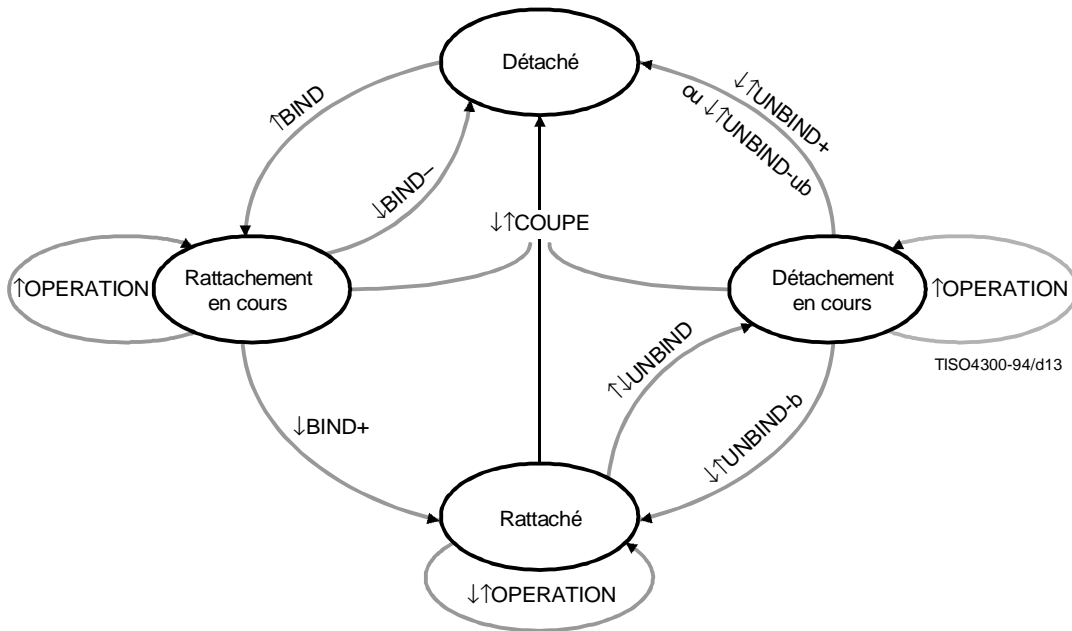 Détaché
↑BIND
↓BIND–
↓↑UNBIND+
ou ↓↑UNBIND-ub
↓↑COUPE
Rattachement
en cours
↑OPERATION
Détachement
en cours
↑OPERATION
TISO4300-94/d13
↑↓UNBIND
↓BIND+
↓↑UNBIND-b
Rattaché
↓↑OPERATION